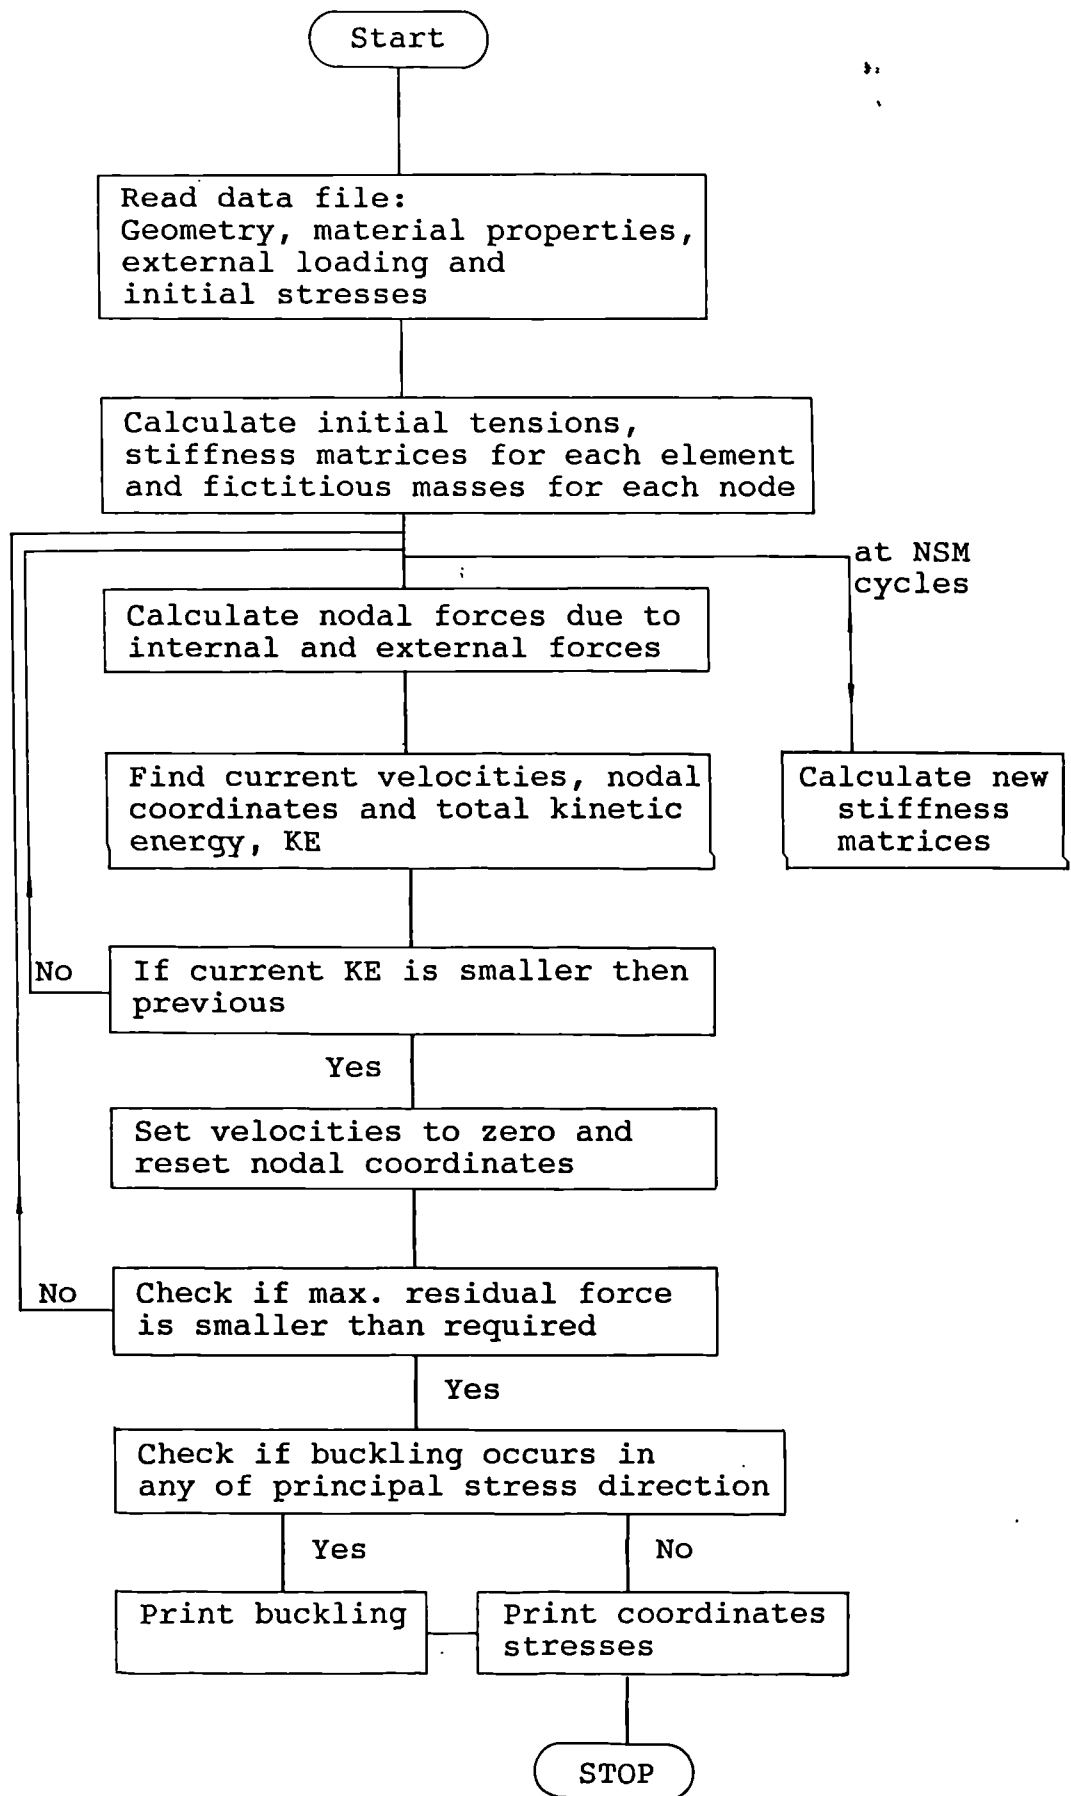 Start
Read data file:
Geometry, material properties,
external loading and
initial stresses
Calculate initial tensions,
stiffness matrices for each element
and fictitious masses for each node
at NSM
cycles
Calculate nodal forces due to
internal and external forces
Find current velocities, nodal
coordinates and total kinetic
energy, KE
Calculate new
stiffness
matrices
No
If current KE is smaller then
previous
Yes
Set velocities to zero and
reset nodal coordinates
No
Check if max. residual force
is smaller than required
Yes
Check if buckling occurs in
any of principal stress direction
Yes
No
Print buckling
Print coordinates
stresses
STOP